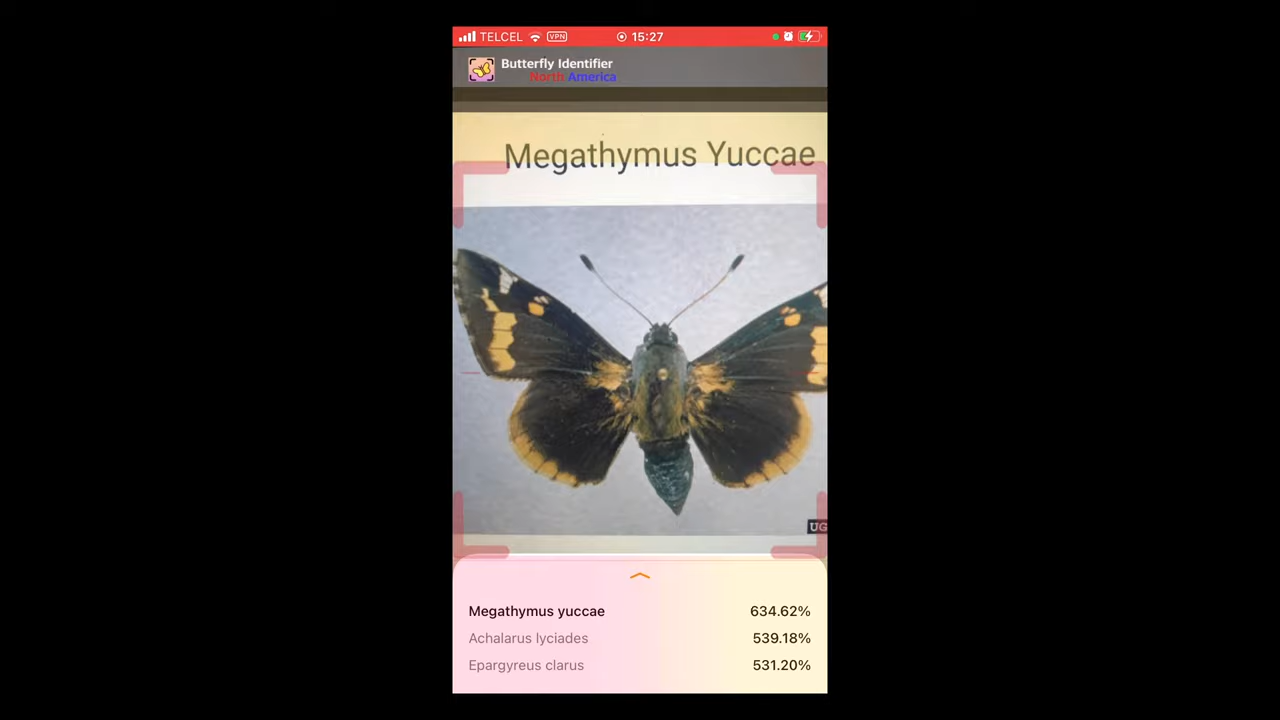 TELCEL VPN 15:27
Butterfly Identifier
North America
Megathymus Yuccae
UG
Megathymus yuccae 634.62%
Achalarus lyciades 539.18%
Epargyreus clarus 531.20%